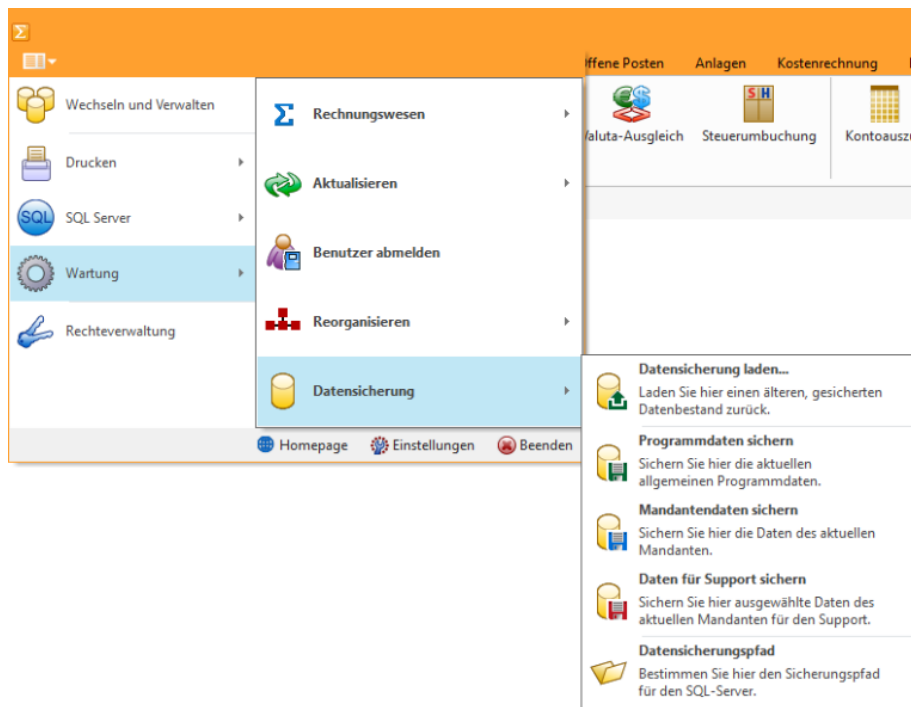 Offene Posten Anlagen Kostenrechnung
Wechseln und Verwalten
Drucken
SQL
SQL Server
Wartung
Rechteverwaltung
Rechnungswesen
Aktualisieren
Benutzer abmelden
Reorganisieren
Datensicherung
S H
Valuta-Ausgleich Steuerumbuchung Kontoauszu
Homepage Einstellungen Beenden
Datensicherung laden...
Laden Sie hier einen älteren, gesicherten
Datenbestand zurück.
Programmdaten sichern
Sichern Sie hier die aktuellen
allgemeinen Programmdaten.
Mandantendaten sichern
Sichern Sie hier die Daten des aktuellen
Mandanten.
Daten für Support sichern
Sichern Sie hier ausgewählte Daten des
aktuellen Mandanten für den Support.
Datensicherungspfad
Bestimmen Sie hier den Sicherungspfad
für den SQL-Server.